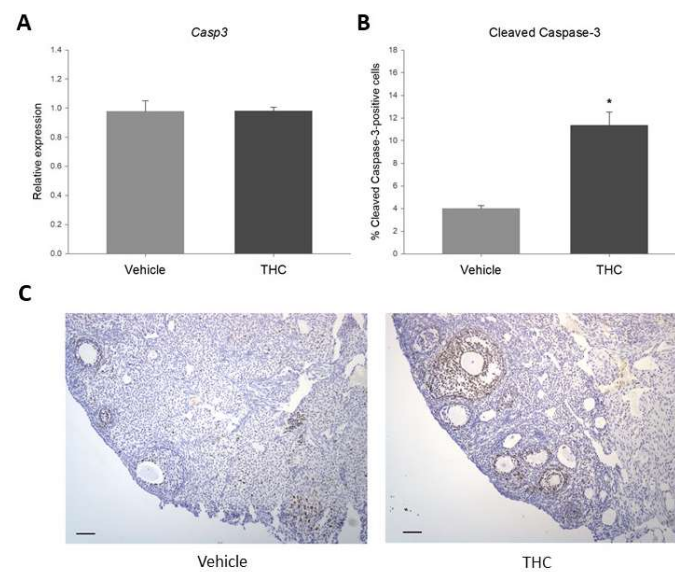 A
Casp3
Relative expression
1.4
1.2
1.0
0.8
0.6
0.4
0.2
0.0
Vehicle
THC
B
Cleaved Caspase-3
% Cleaved Caspase-3-positive cells
18
16
14
12
10
8
6
4
2
0
*
Vehicle
THC
C
Vehicle
THC